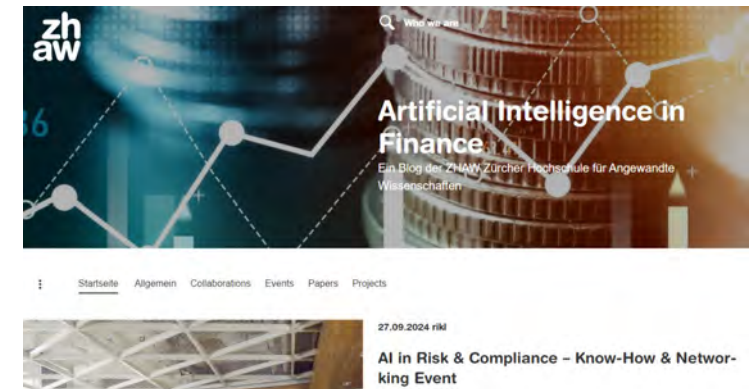 zh
aw
Who we are
36
Artificial Intelligence in
Finance
Ein Blog der ZHAW Zürcher Hochschule für Angewandte
Wissenschaften
Startseite Allgemein Collaborations Events Papers Projects
27.09.2024 rikl
AI in Risk & Compliance – Know-How & Networ-
king Event